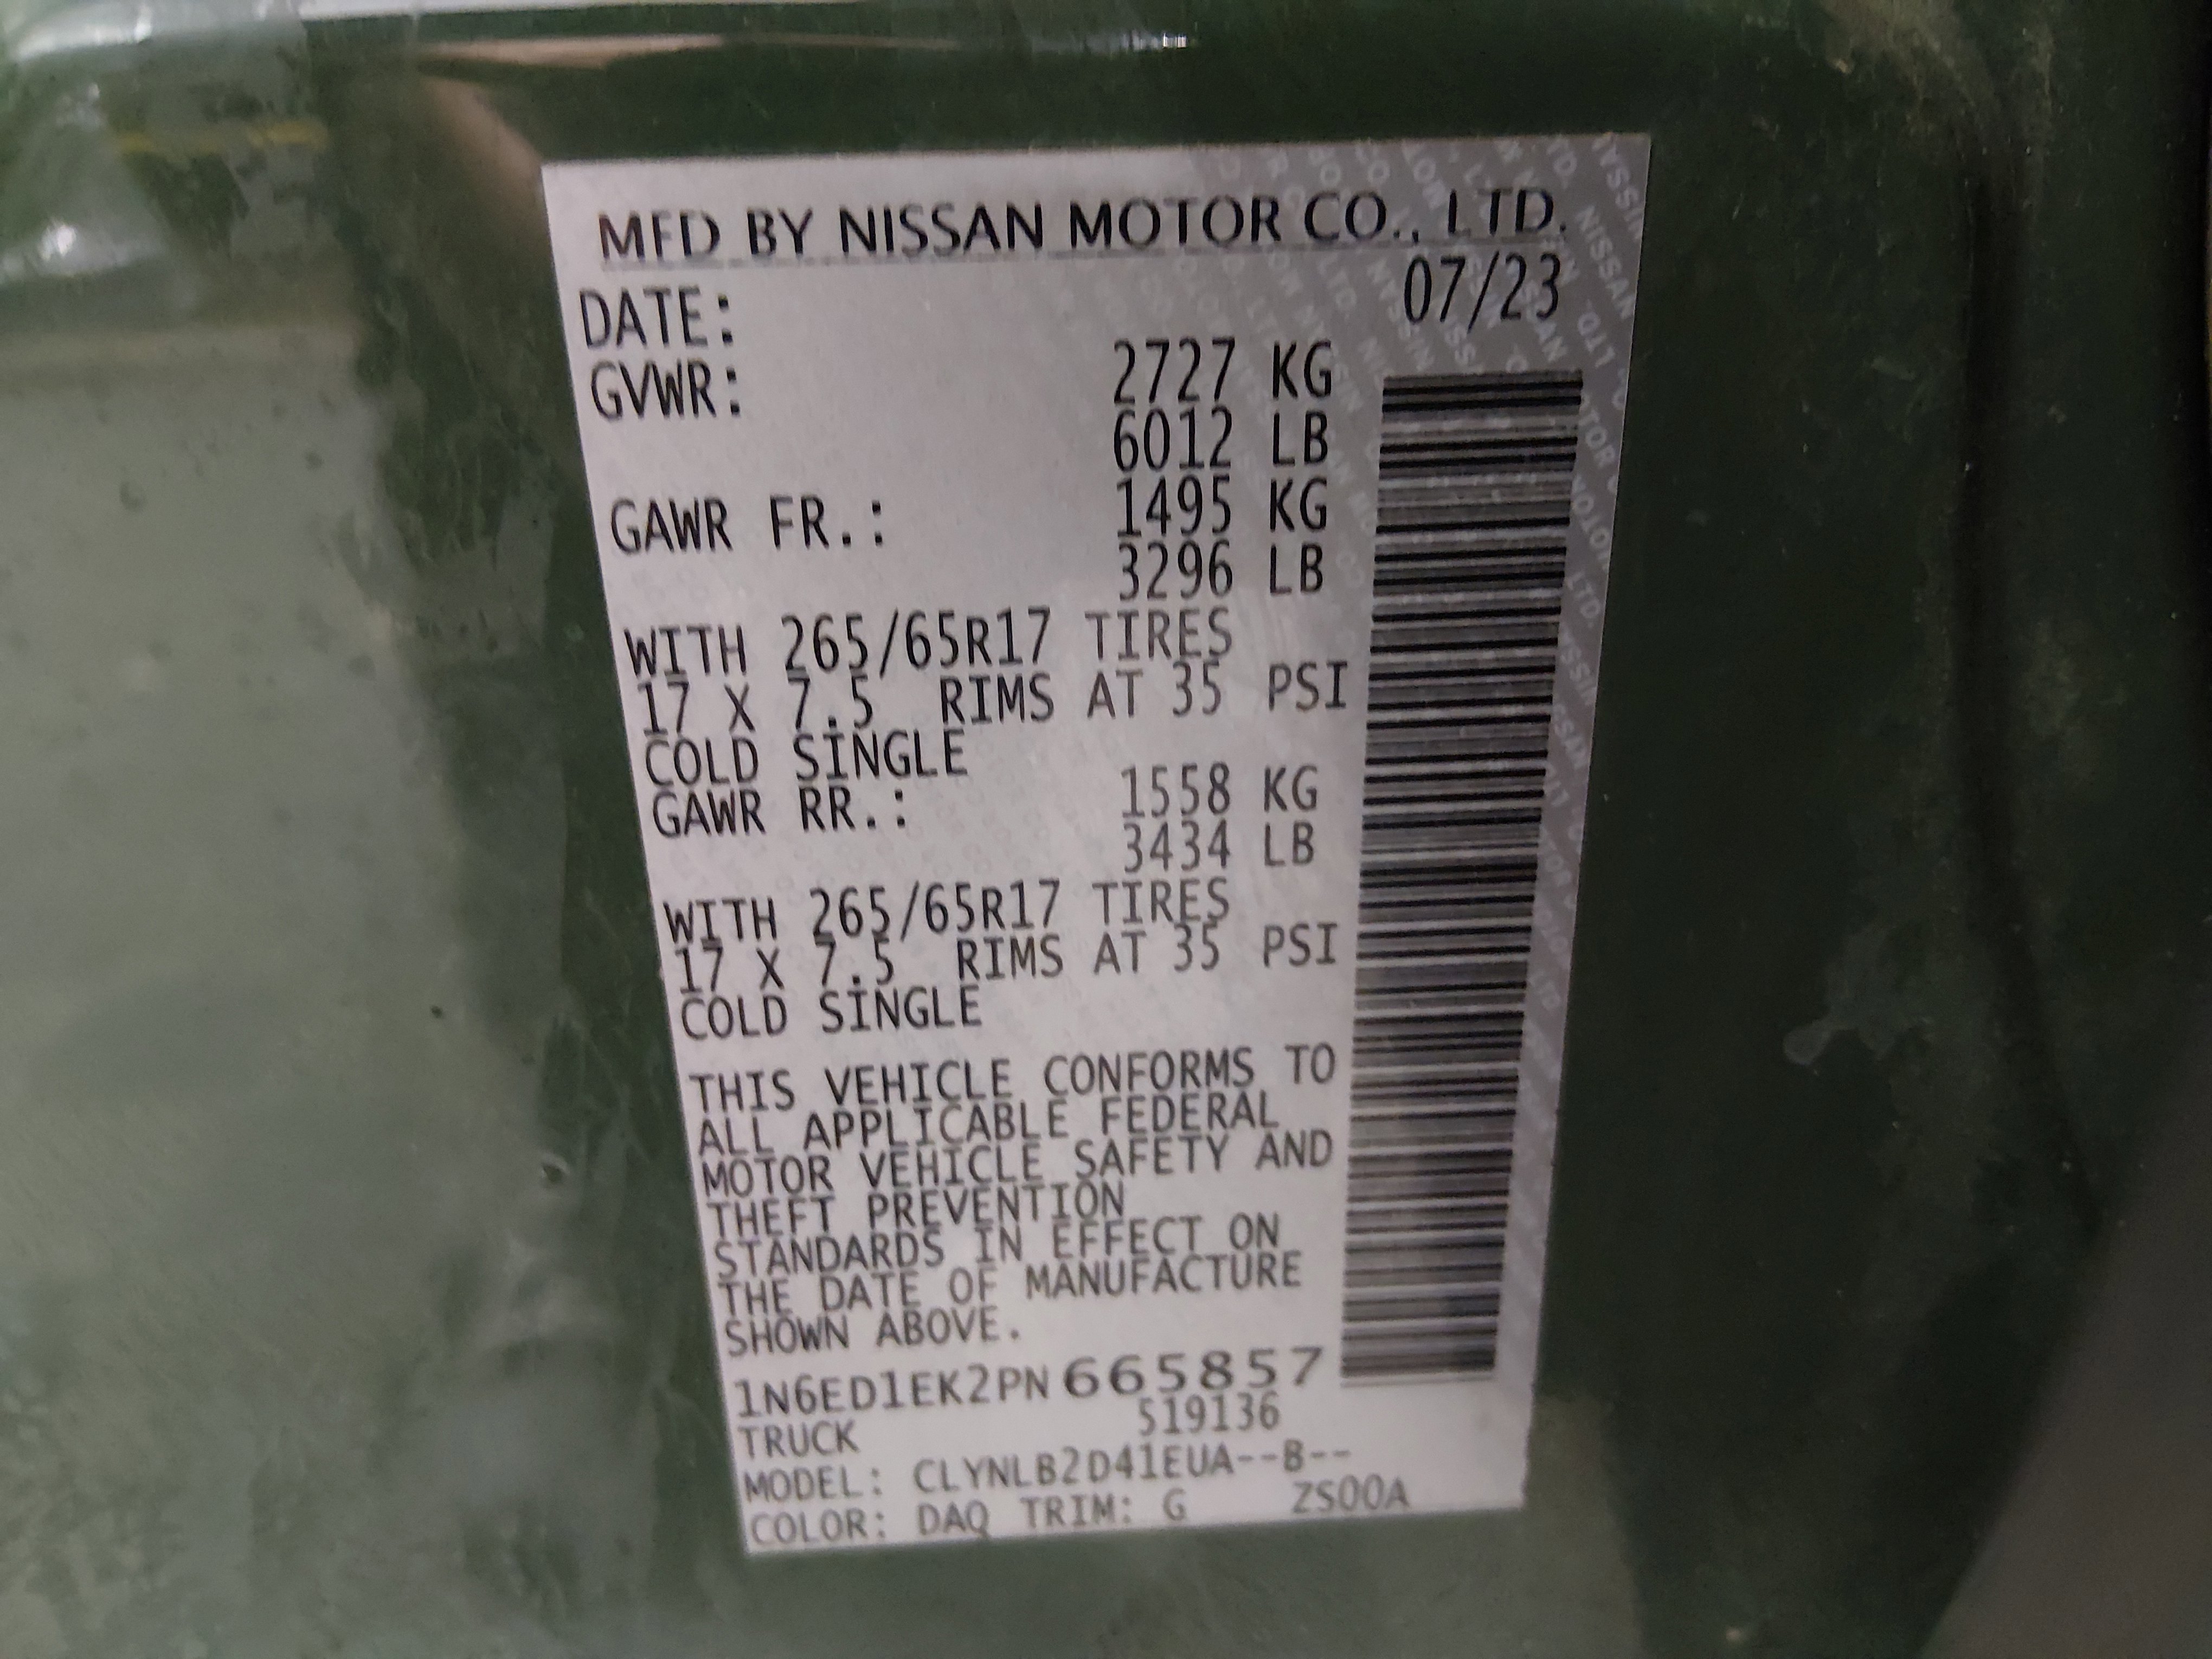 MFD BY NISSAN MOTOR CO., LTD.
DATE: 07/23
GVWR: 2727 KG
6012 LB
GAWR FR.: 1495 KG
3296 LB
WITH 265/65R17 TIRES
17 X 7.5 RIMS AT 35 PSI
COLD SINGLE
GAWR RR.: 1558 KG
3434 LB
WITH 265/65R17 TIRES
17 X 7.5 RIMS AT 35 PSI
COLD SINGLE
THIS VEHICLE CONFORMS TO
ALL APPLICABLE FEDERAL
MOTOR VEHICLE SAFETY AND
THEFT PREVENTION
STANDARDS IN EFFECT ON
THE DATE OF MANUFACTURE
SHOWN ABOVE.
1N6ED1EK2PN665857
TRUCK 519136
MODEL: CLYNLB2D41EUA--B--
COLOR: DAQ TRIM: G ZS00A